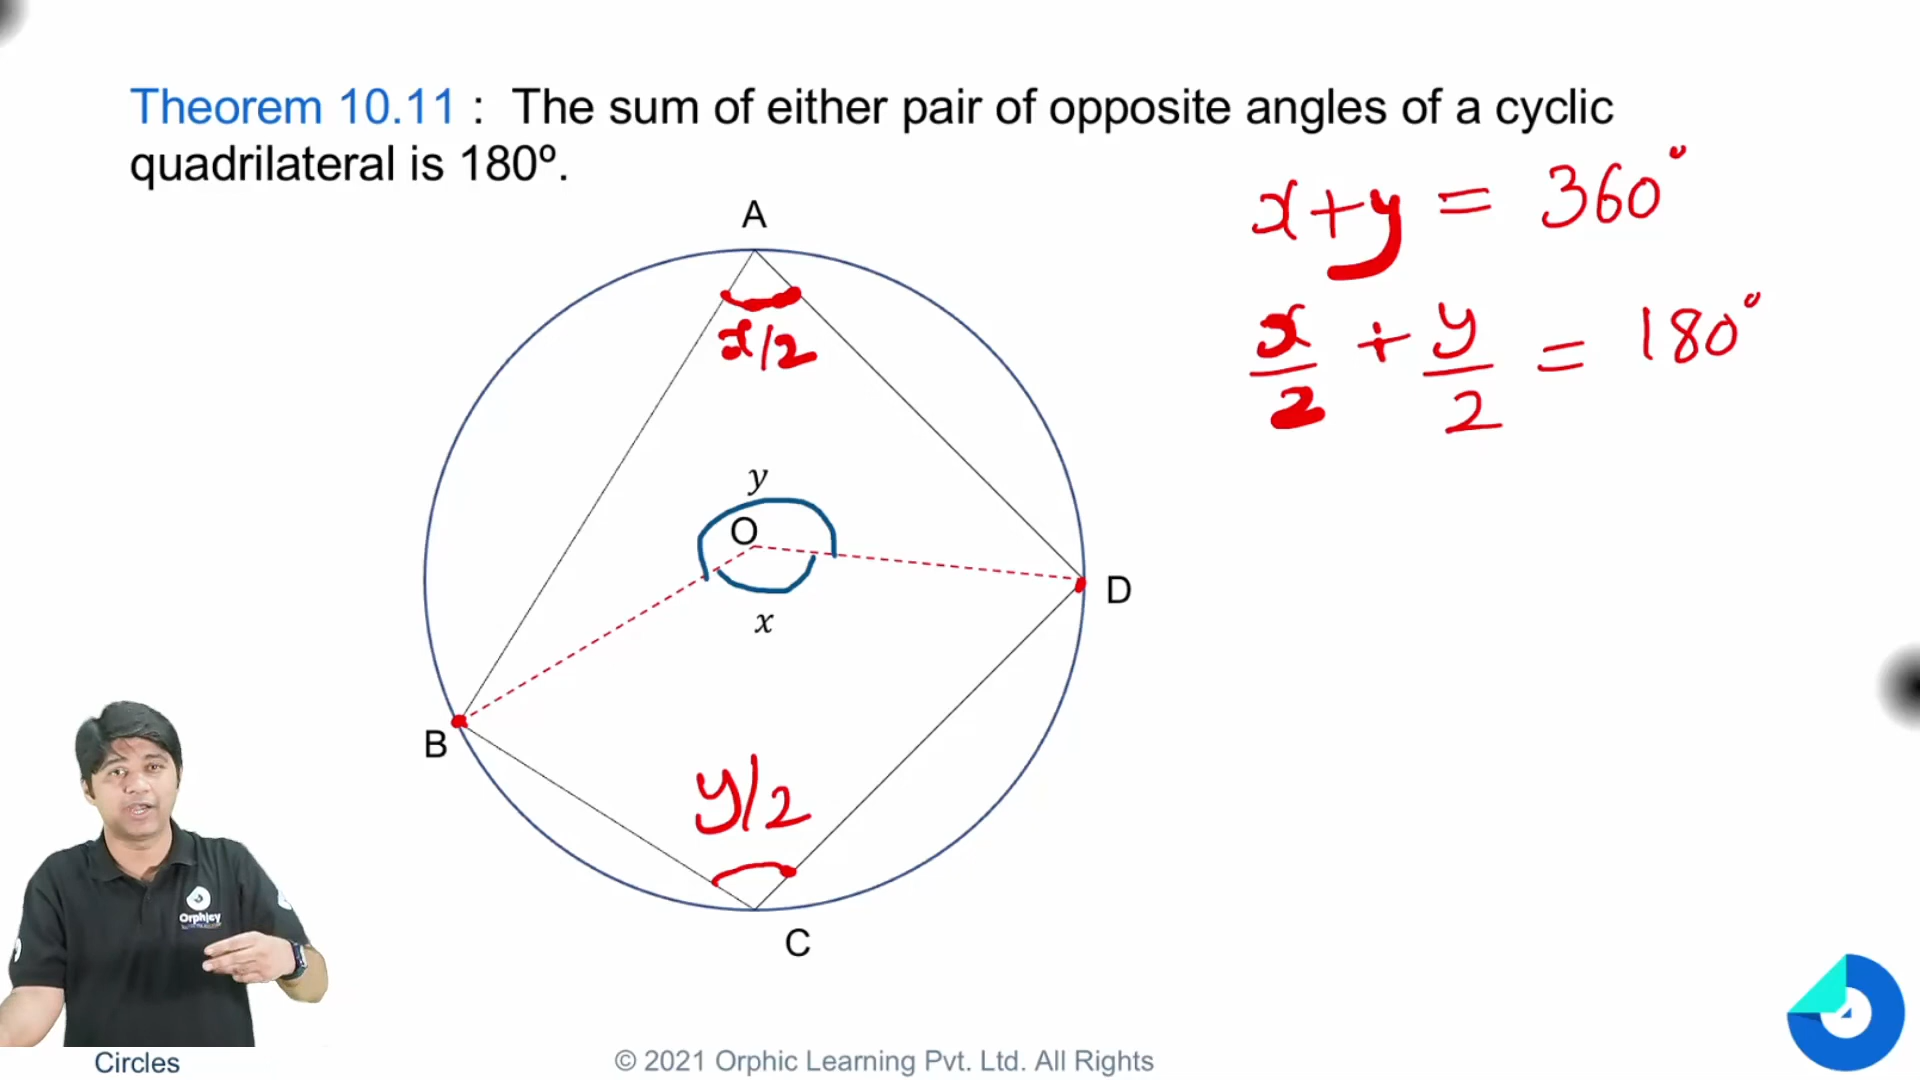 Theorem 10.11 : The sum of either pair of opposite angles of a cyclic
quadrilateral is 180º.
x+y = 360°
x/2 + y/2 = 180°
A
x/2
y
O
x
D
B
y/2
C
Orphicy
Circles
© 2021 Orphic Learning Pvt. Ltd. All Rights